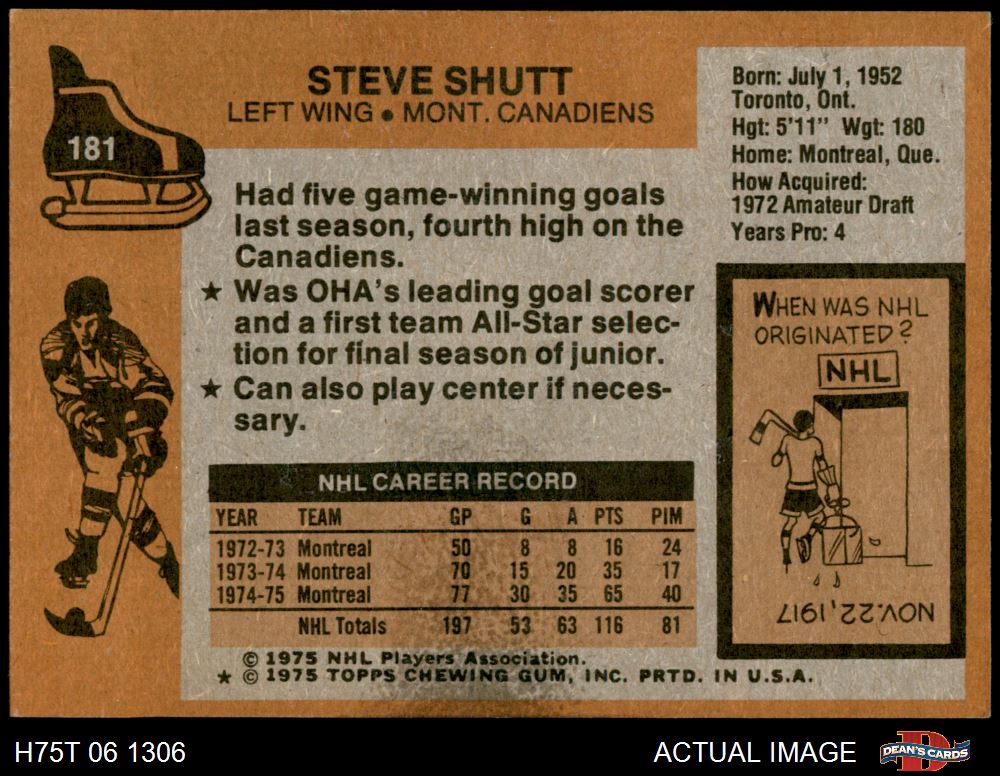 STEVE SHUTT
LEFT WING • MONT. CANADIENS
181
Born: July 1, 1952
Toronto, Ont.
Hgt: 5'11" Wgt: 180
Home: Montreal, Que.
How Acquired:
1972 Amateur Draft
Years Pro: 4
Had five game-winning goals
last season, fourth high on the
Canadiens.
★ Was OHA's leading goal scorer
and a first team All-Star selec-
tion for final season of junior.
★ Can also play center if neces-
sary.
WHEN WAS NHL
ORIGINATED?
NHL
NOV. 22, 1917
NHL CAREER RECORD
YEAR TEAM GP G A PTS PIM
1972-73 Montreal 50 8 8 16 24
1973-74 Montreal 70 15 20 35 17
1974-75 Montreal 77 30 35 65 40
NHL Totals 197 53 63 116 81
© 1975 NHL Players Association.
★ © 1975 TOPPS CHEWING GUM, INC. PRTD. IN U.S.A.
H75T 06 1306
ACTUAL IMAGE
DEAN'S CARDS